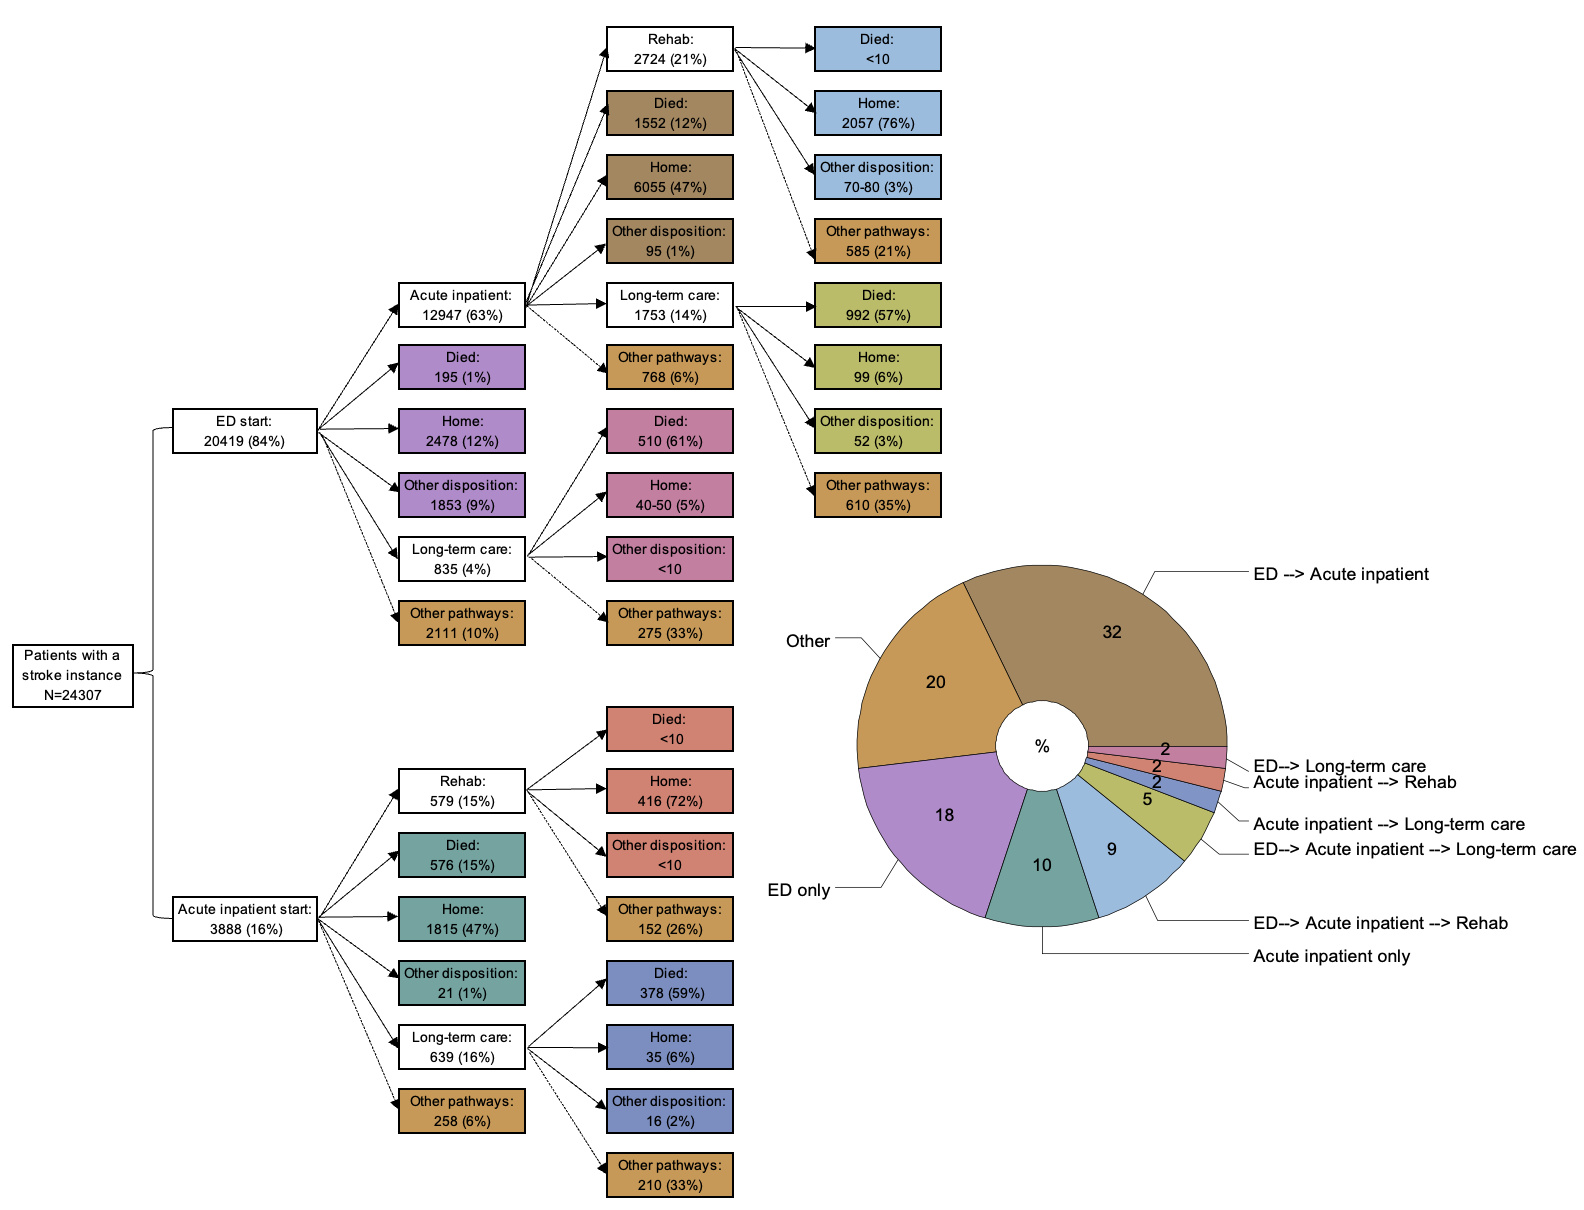 Patients with a
stroke instance
N=24307
ED start:
20419 (84%)
Acute inpatient:
12947 (63%)
Rehab:
2724 (21%)
Died:
<10
Home:
2057 (76%)
Other disposition:
70-80 (3%)
Other pathways:
585 (21%)
Died:
1552 (12%)
Home:
6055 (47%)
Other disposition:
95 (1%)
Long-term care:
1753 (14%)
Died:
992 (57%)
Home:
99 (6%)
Other disposition:
52 (3%)
Other pathways:
610 (35%)
Other pathways:
768 (6%)
Died:
195 (1%)
Home:
2478 (12%)
Other disposition:
1853 (9%)
Long-term care:
835 (4%)
Died:
510 (61%)
Home:
40-50 (5%)
Other disposition:
<10
Other pathways:
275 (33%)
Other pathways:
2111 (10%)
Acute inpatient start:
3888 (16%)
Rehab:
579 (15%)
Died:
<10
Home:
416 (72%)
Other disposition:
<10
Other pathways:
152 (26%)
Died:
576 (15%)
Home:
1815 (47%)
Other disposition:
21 (1%)
Long-term care:
639 (16%)
Died:
378 (59%)
Home:
35 (6%)
Other disposition:
16 (2%)
Other pathways:
210 (33%)
Other pathways:
258 (6%)
%
ED --> Acute inpatient
32
Other
20
ED only
18
Acute inpatient only
10
ED--> Acute inpatient --> Rehab
9
ED--> Acute inpatient --> Long-term care
5
Acute inpatient --> Long-term care
2
Acute inpatient --> Rehab
2
ED--> Long-term care
2